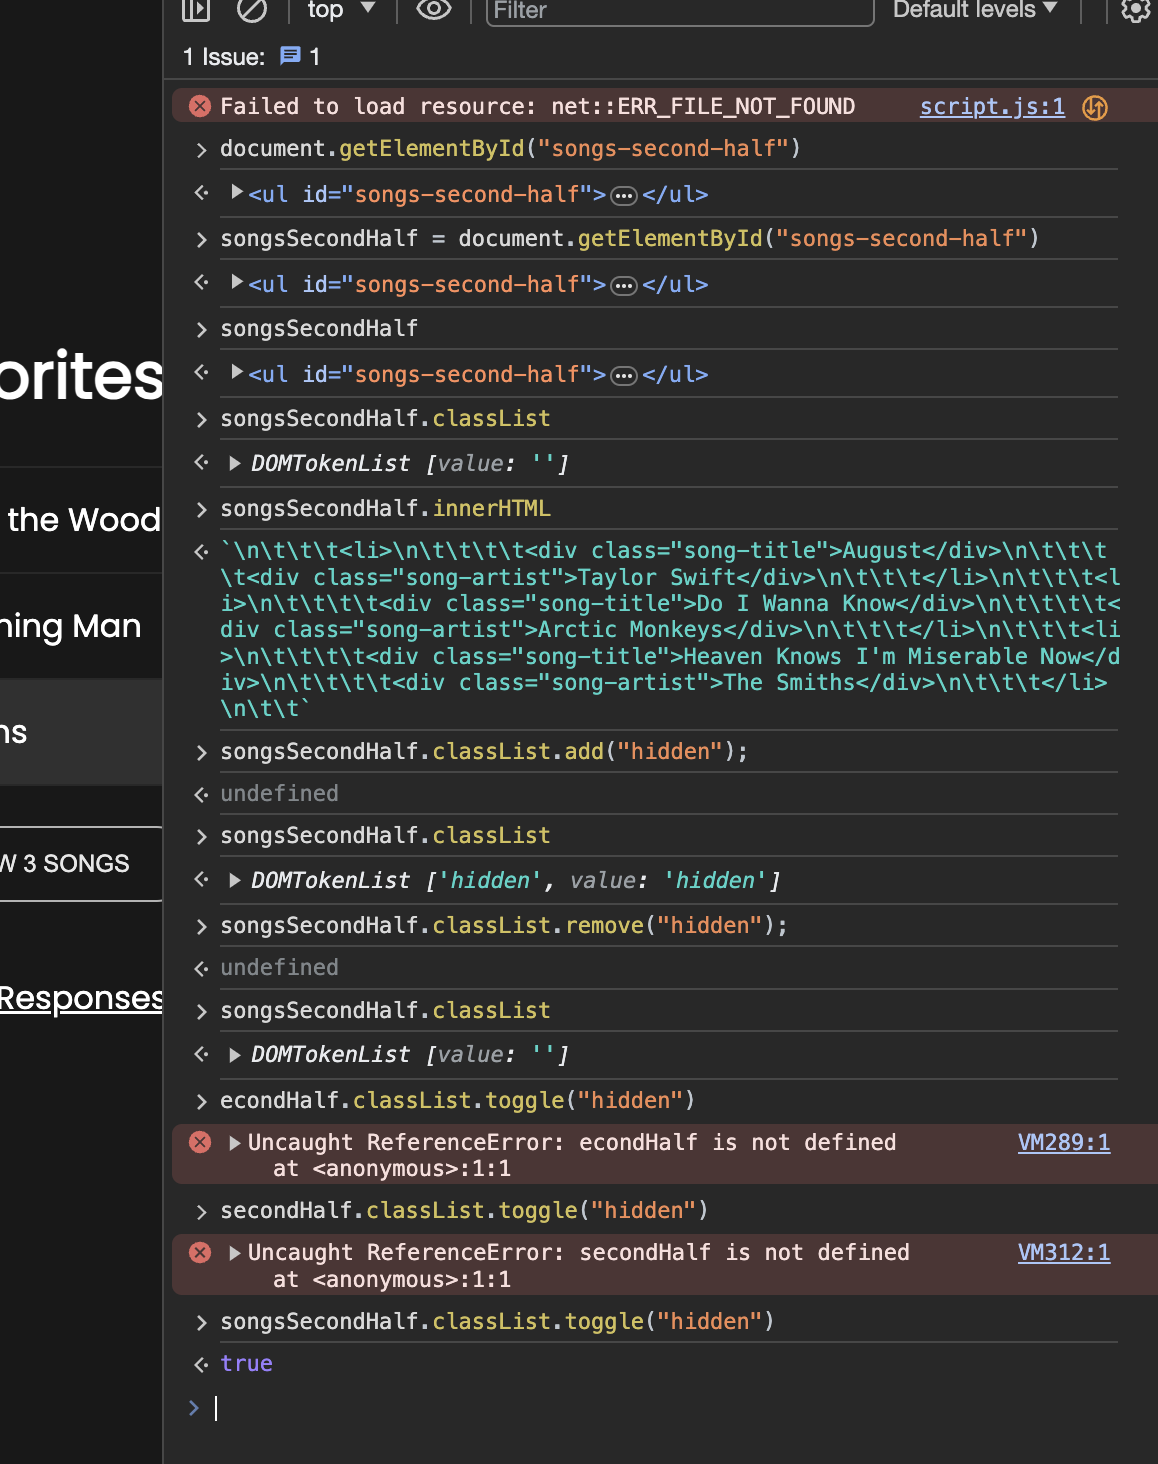 top
Filter
Default levels
1 Issue: 1
Failed to load resource: net::ERR_FILE_NOT_FOUND script.js:1
> document.getElementById("songs-second-half")
<ul id="songs-second-half">…</ul>
> songsSecondHalf = document.getElementById("songs-second-half")
<ul id="songs-second-half">…</ul>
> songsSecondHalf
<ul id="songs-second-half">…</ul>
> songsSecondHalf.classList
DOMTokenList [value: '']
> songsSecondHalf.innerHTML
`\n\t\t\t<li>\n\t\t\t\t<div class="song-title">August</div>\n\t\t\t
\t<div class="song-artist">Taylor Swift</div>\n\t\t\t</li>\n\t\t\t<l
i>\n\t\t\t\t<div class="song-title">Do I Wanna Know</div>\n\t\t\t\t<
div class="song-artist">Arctic Monkeys</div>\n\t\t\t</li>\n\t\t\t<li
>\n\t\t\t\t<div class="song-title">Heaven Knows I'm Miserable Now</d
iv>\n\t\t\t\t<div class="song-artist">The Smiths</div>\n\t\t\t</li>
\n\t\t`
> songsSecondHalf.classList.add("hidden");
undefined
> songsSecondHalf.classList
DOMTokenList ['hidden', value: 'hidden']
> songsSecondHalf.classList.remove("hidden");
undefined
> songsSecondHalf.classList
DOMTokenList [value: '']
> econdHalf.classList.toggle("hidden")
Uncaught ReferenceError: econdHalf is not defined VM289:1
at <anonymous>:1:1
> secondHalf.classList.toggle("hidden")
Uncaught ReferenceError: secondHalf is not defined VM312:1
at <anonymous>:1:1
> songsSecondHalf.classList.toggle("hidden")
true
>
orites
the Wood
ning Man
ns
W 3 SONGS
Responses